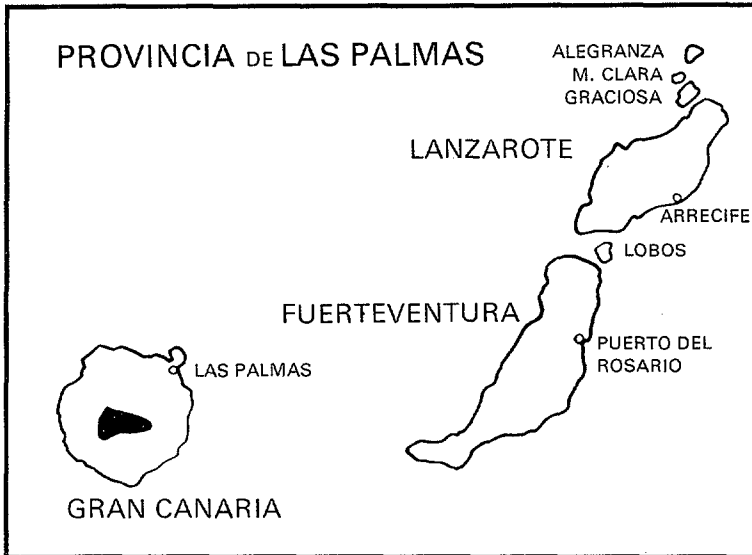 PROVINCIA DE LAS PALMAS
ALEGRANZA
M. CLARA
GRACIOSA
LANZAROTE
ARRECIFE
LOBOS
FUERTEVENTURA
PUERTO DEL
ROSARIO
LAS PALMAS
GRAN CANARIA